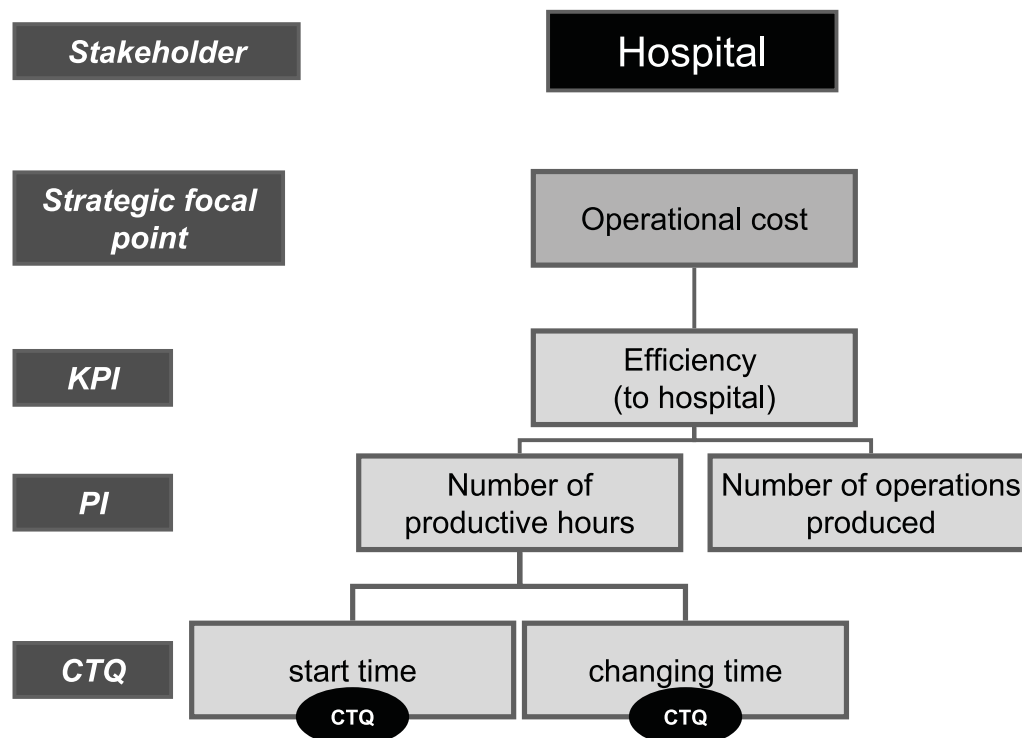 Stakeholder
Hospital
Strategic focal
point
Operational cost
KPI
Efficiency
(to hospital)
PI
Number of
productive hours
Number of operations
produced
CTQ
start time
changing time
CTQ
CTQ